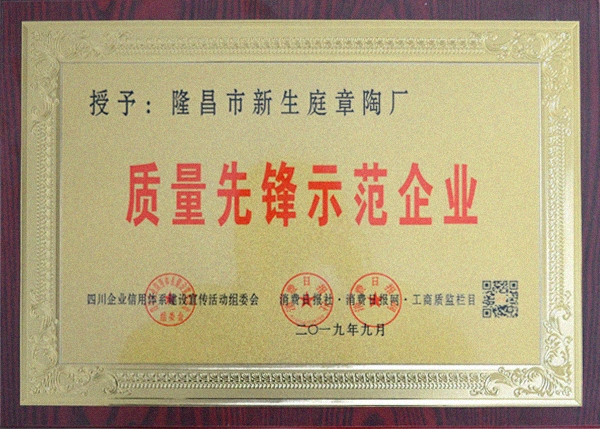 授予：隆昌市新生庭章陶厂
质量先锋示范企业
四川企业信用体系建设宣传活动组委会 消费日报社·消费日报网·工商质监栏目
二〇一九年九月